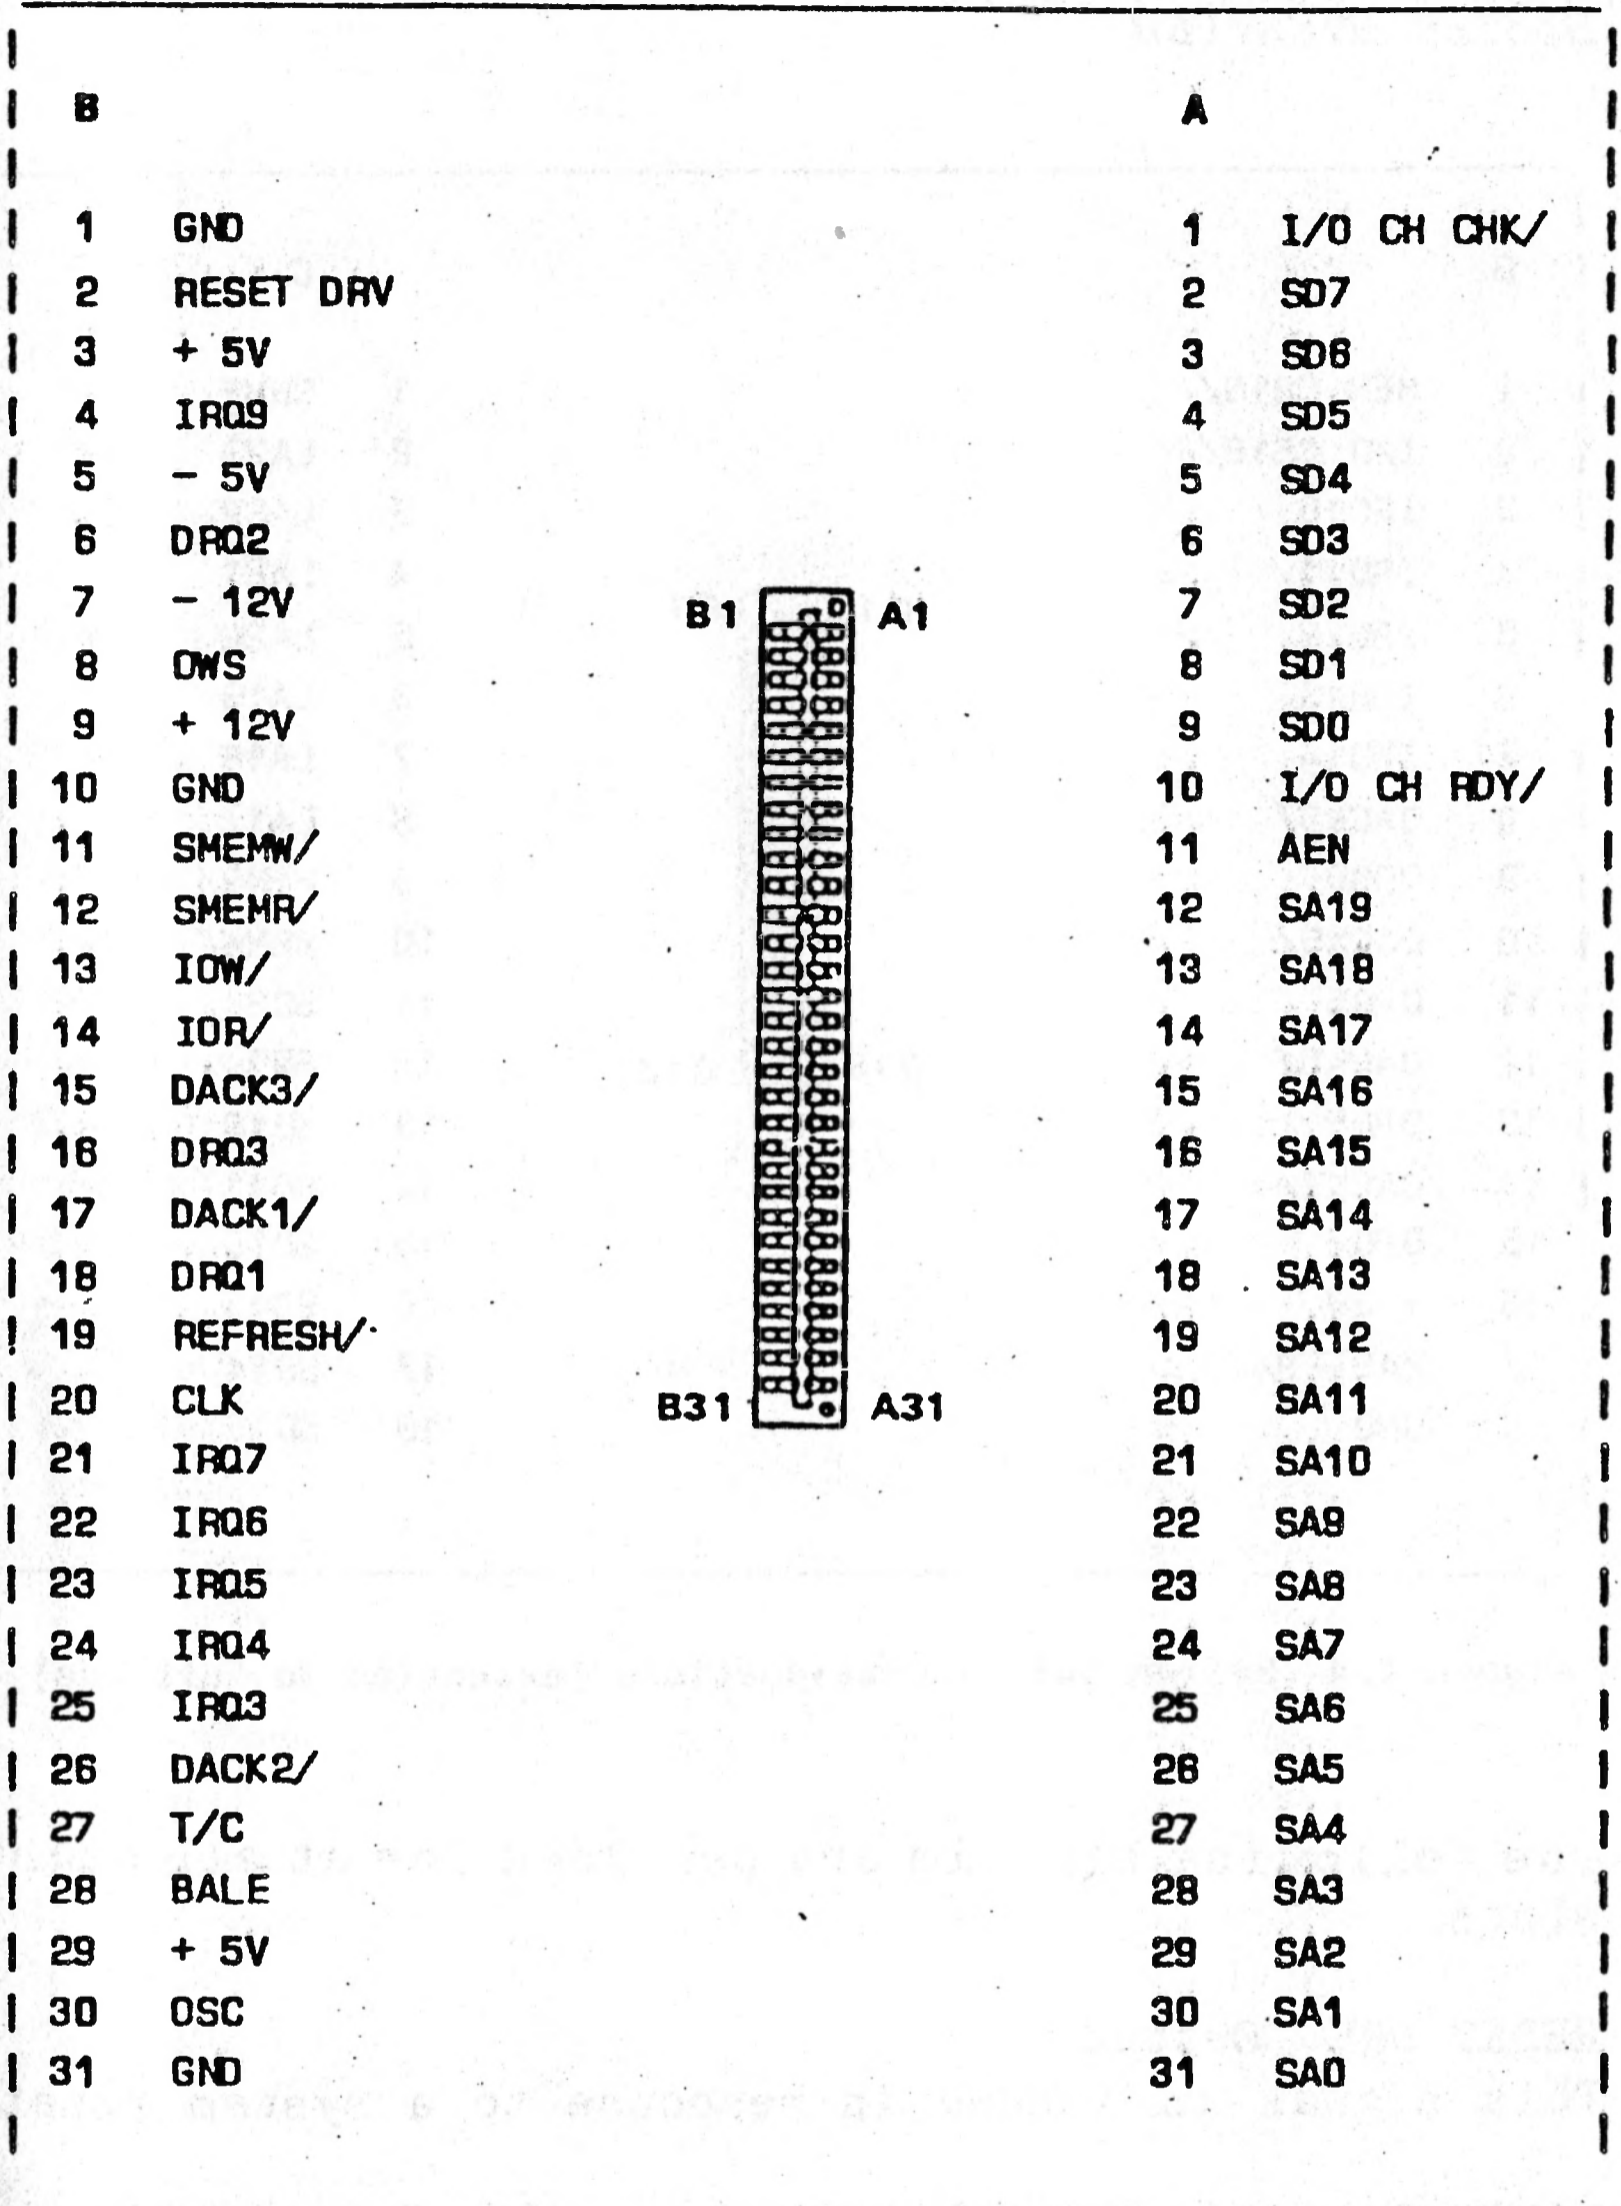 B A
1 GND 1 I/O CH CHK/
2 RESET DRV 2 SD7
3 + 5V 3 SD6
4 IRQ9 4 SD5
5 - 5V 5 SD4
6 DRQ2 6 SD3
7 - 12V B1 A1 7 SD2
8 OWS 8 SD1
9 + 12V 9 SD0
10 GND 10 I/O CH RDY/
11 SMEMW/ 11 AEN
12 SMEMR/ 12 SA19
13 IOW/ 13 SA18
14 IOR/ 14 SA17
15 DACK3/ 15 SA16
16 DRQ3 16 SA15
17 DACK1/ 17 SA14
18 DRQ1 18 SA13
19 REFRESH/ 19 SA12
20 CLK B31 A31 20 SA11
21 IRQ7 21 SA10
22 IRQ6 22 SA9
23 IRQ5 23 SA8
24 IRQ4 24 SA7
25 IRQ3 25 SA6
26 DACK2/ 26 SA5
27 T/C 27 SA4
28 BALE 28 SA3
29 + 5V 29 SA2
30 OSC 30 SA1
31 GND 31 SA0